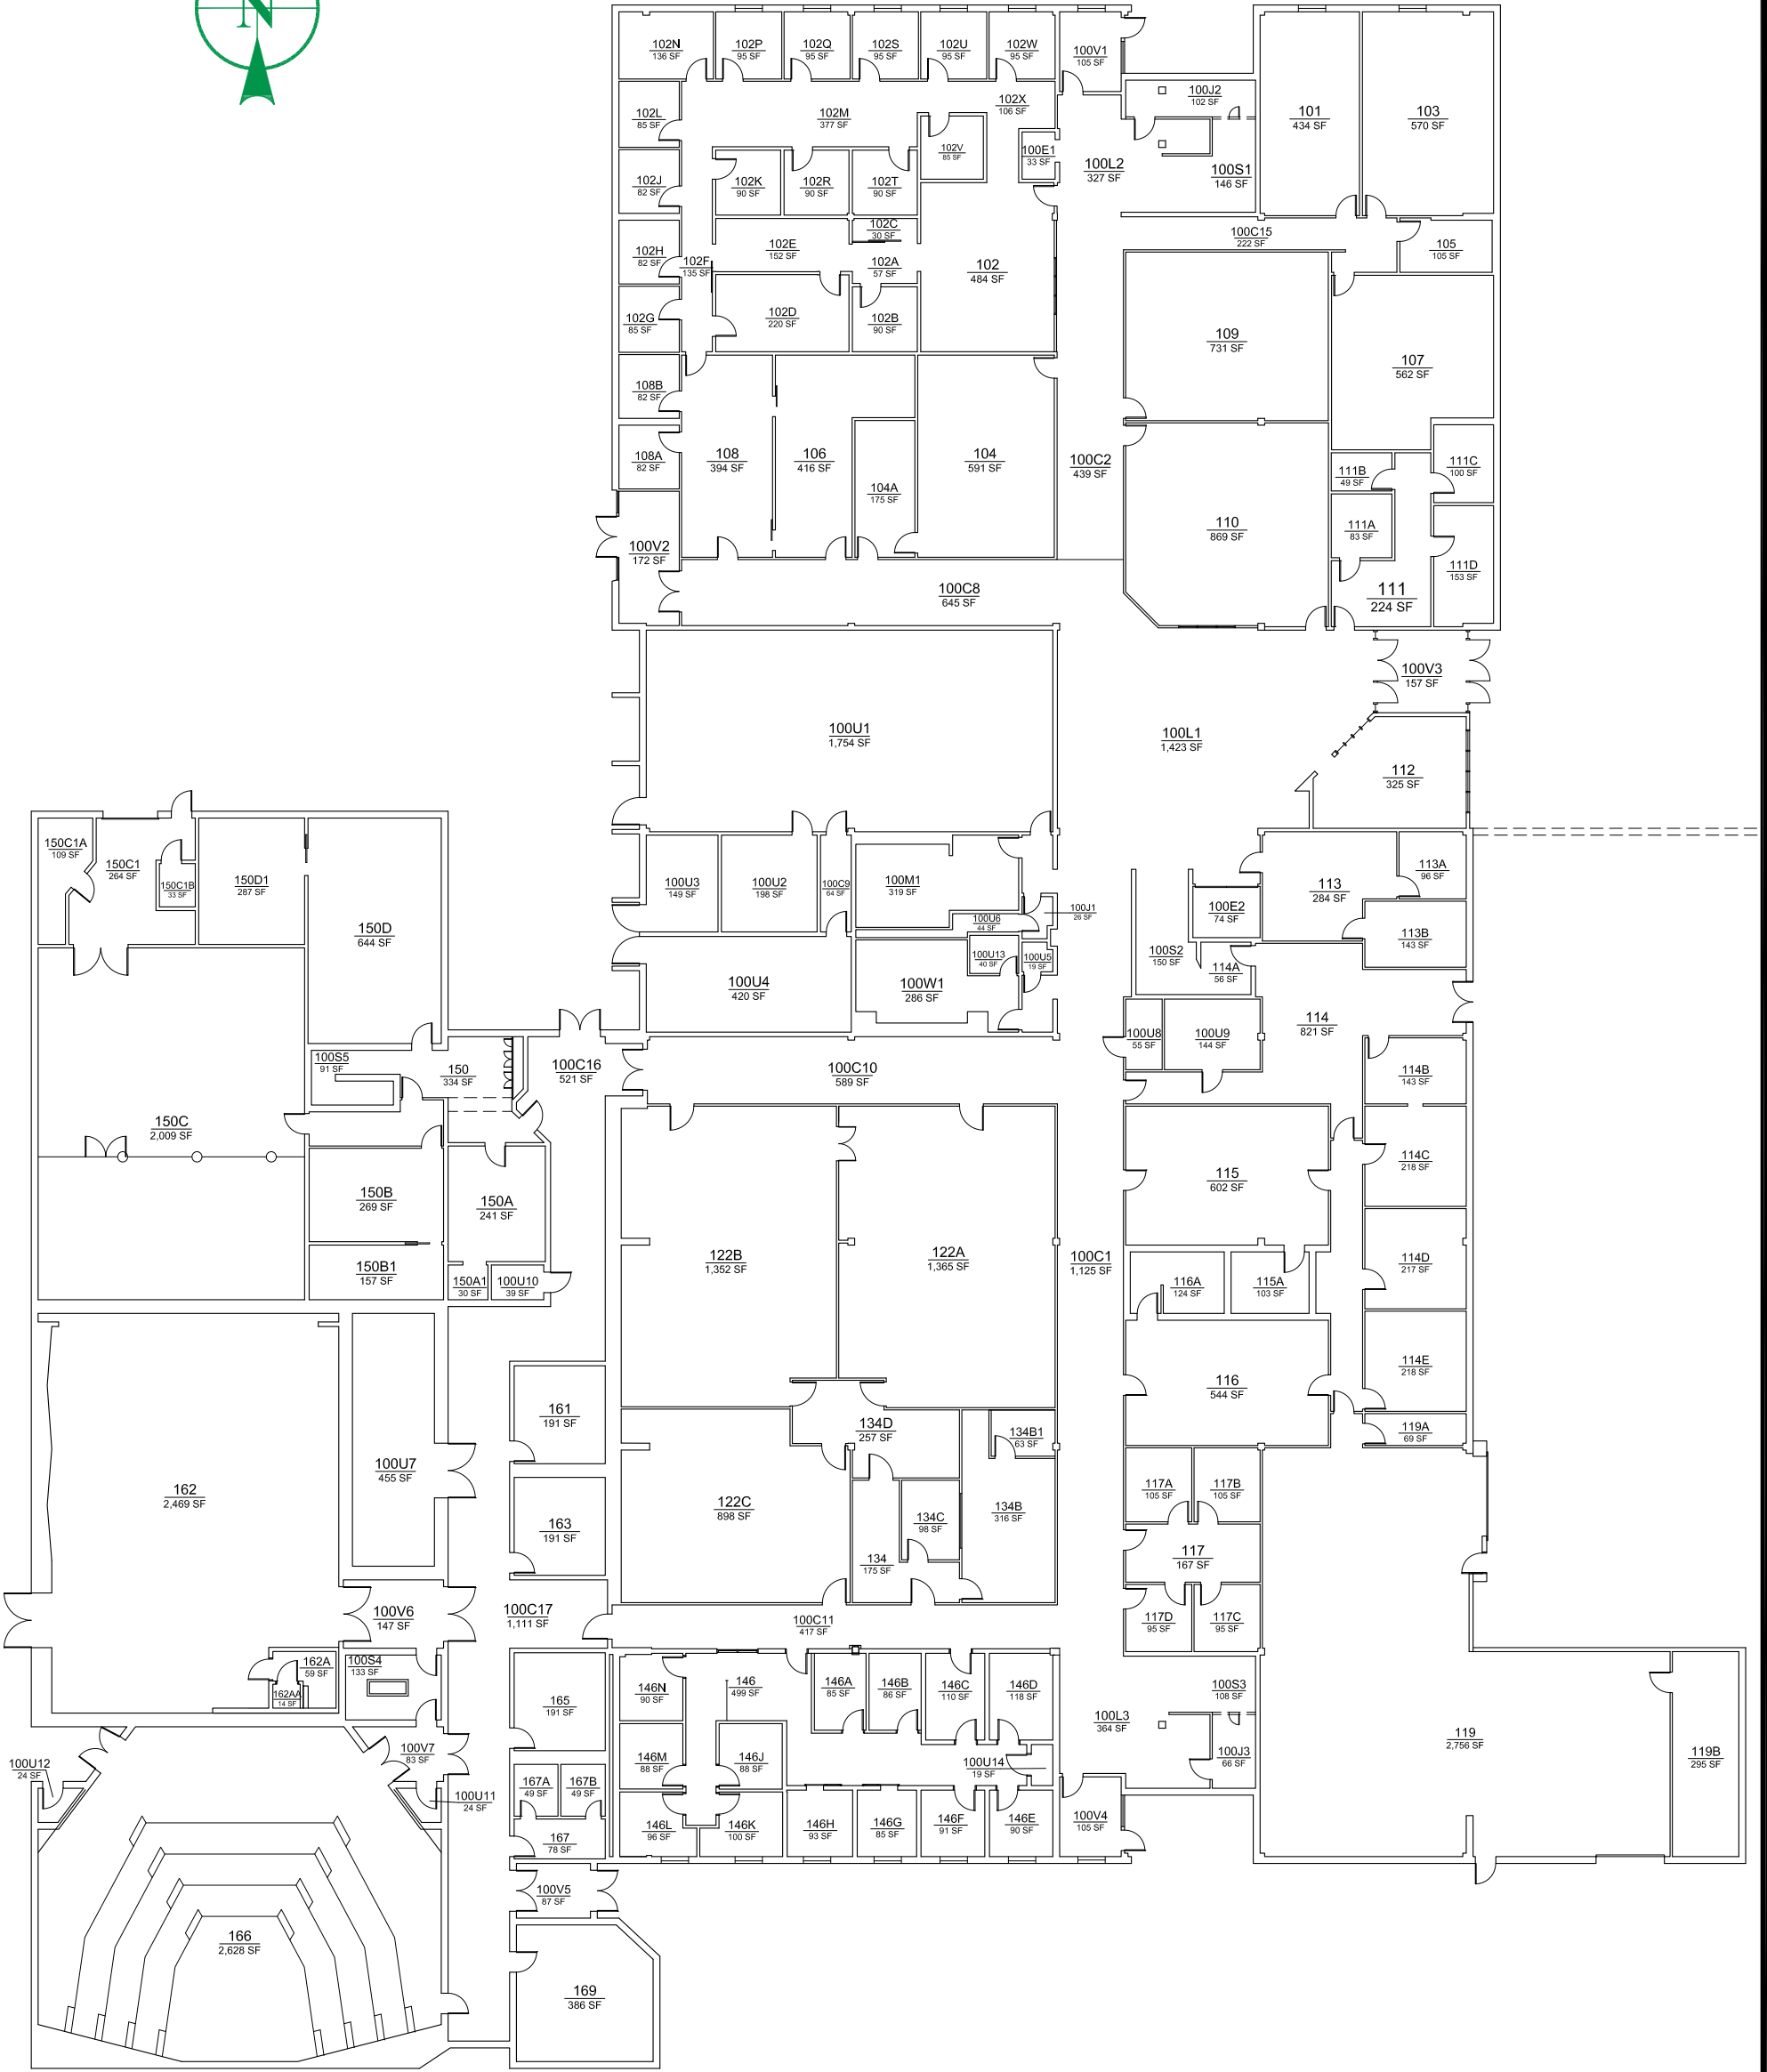 N
102N
136 SF
102P
95 SF
102Q
95 SF
102S
95 SF
102U
95 SF
102W
95 SF
100V1
105 SF
100J2
102 SF
101
434 SF
103
570 SF
102L
85 SF
102M
377 SF
102X
106 SF
102V
85 SF
100E1
33 SF
100L2
327 SF
100S1
146 SF
102J
82 SF
102K
90 SF
102R
90 SF
102T
90 SF
102C
30 SF
100C15
222 SF
105
105 SF
102H
82 SF
102F
135 SF
102E
152 SF
102A
57 SF
102
484 SF
102G
85 SF
102D
220 SF
102B
90 SF
109
731 SF
107
562 SF
108B
82 SF
108A
82 SF
108
394 SF
106
416 SF
104A
175 SF
104
591 SF
100C2
439 SF
111B
49 SF
111C
100 SF
110
869 SF
111A
83 SF
111D
153 SF
111
224 SF
100V2
172 SF
100C8
645 SF
100V3
157 SF
100U1
1,754 SF
100L1
1,423 SF
112
325 SF
150C1A
109 SF
150C1
264 SF
150C1B
33 SF
150D1
287 SF
150D
644 SF
100U3
149 SF
100U2
198 SF
100C9
64 SF
100M1
319 SF
100J1
26 SF
100U6
44 SF
100E2
74 SF
113
284 SF
113A
96 SF
113B
143 SF
100U4
420 SF
100W1
286 SF
100U13
40 SF
100U5
19 SF
100S2
150 SF
114A
56 SF
114
821 SF
100U8
55 SF
100U9
144 SF
100S5
91 SF
150
334 SF
100C16
521 SF
100C10
589 SF
114B
143 SF
150C
2,009 SF
114C
218 SF
115
602 SF
150B
269 SF
150A
241 SF
122B
1,352 SF
122A
1,365 SF
100C1
1,125 SF
114D
217 SF
150B1
157 SF
150A1
30 SF
100U10
39 SF
116A
124 SF
115A
103 SF
114E
218 SF
116
544 SF
161
191 SF
134D
257 SF
134B1
63 SF
119A
69 SF
100U7
455 SF
162
2,469 SF
117A
105 SF
117B
105 SF
163
191 SF
122C
898 SF
134C
98 SF
134B
316 SF
134
175 SF
117
167 SF
100V6
147 SF
100C17
1,111 SF
100C11
417 SF
117D
95 SF
117C
95 SF
162A
59 SF
162AA
14 SF
100S4
133 SF
165
191 SF
146N
90 SF
146
499 SF
146A
85 SF
146B
86 SF
146C
110 SF
146D
118 SF
100S3
108 SF
100L3
364 SF
119
2,756 SF
119B
295 SF
100U12
24 SF
100V7
83 SF
146M
88 SF
146J
88 SF
100U14
19 SF
100J3
66 SF
100U11
24 SF
167A
49 SF
167B
49 SF
167
78 SF
146L
96 SF
146K
100 SF
146H
93 SF
146G
85 SF
146F
91 SF
146E
90 SF
100V4
105 SF
100V5
87 SF
166
2,628 SF
169
386 SF